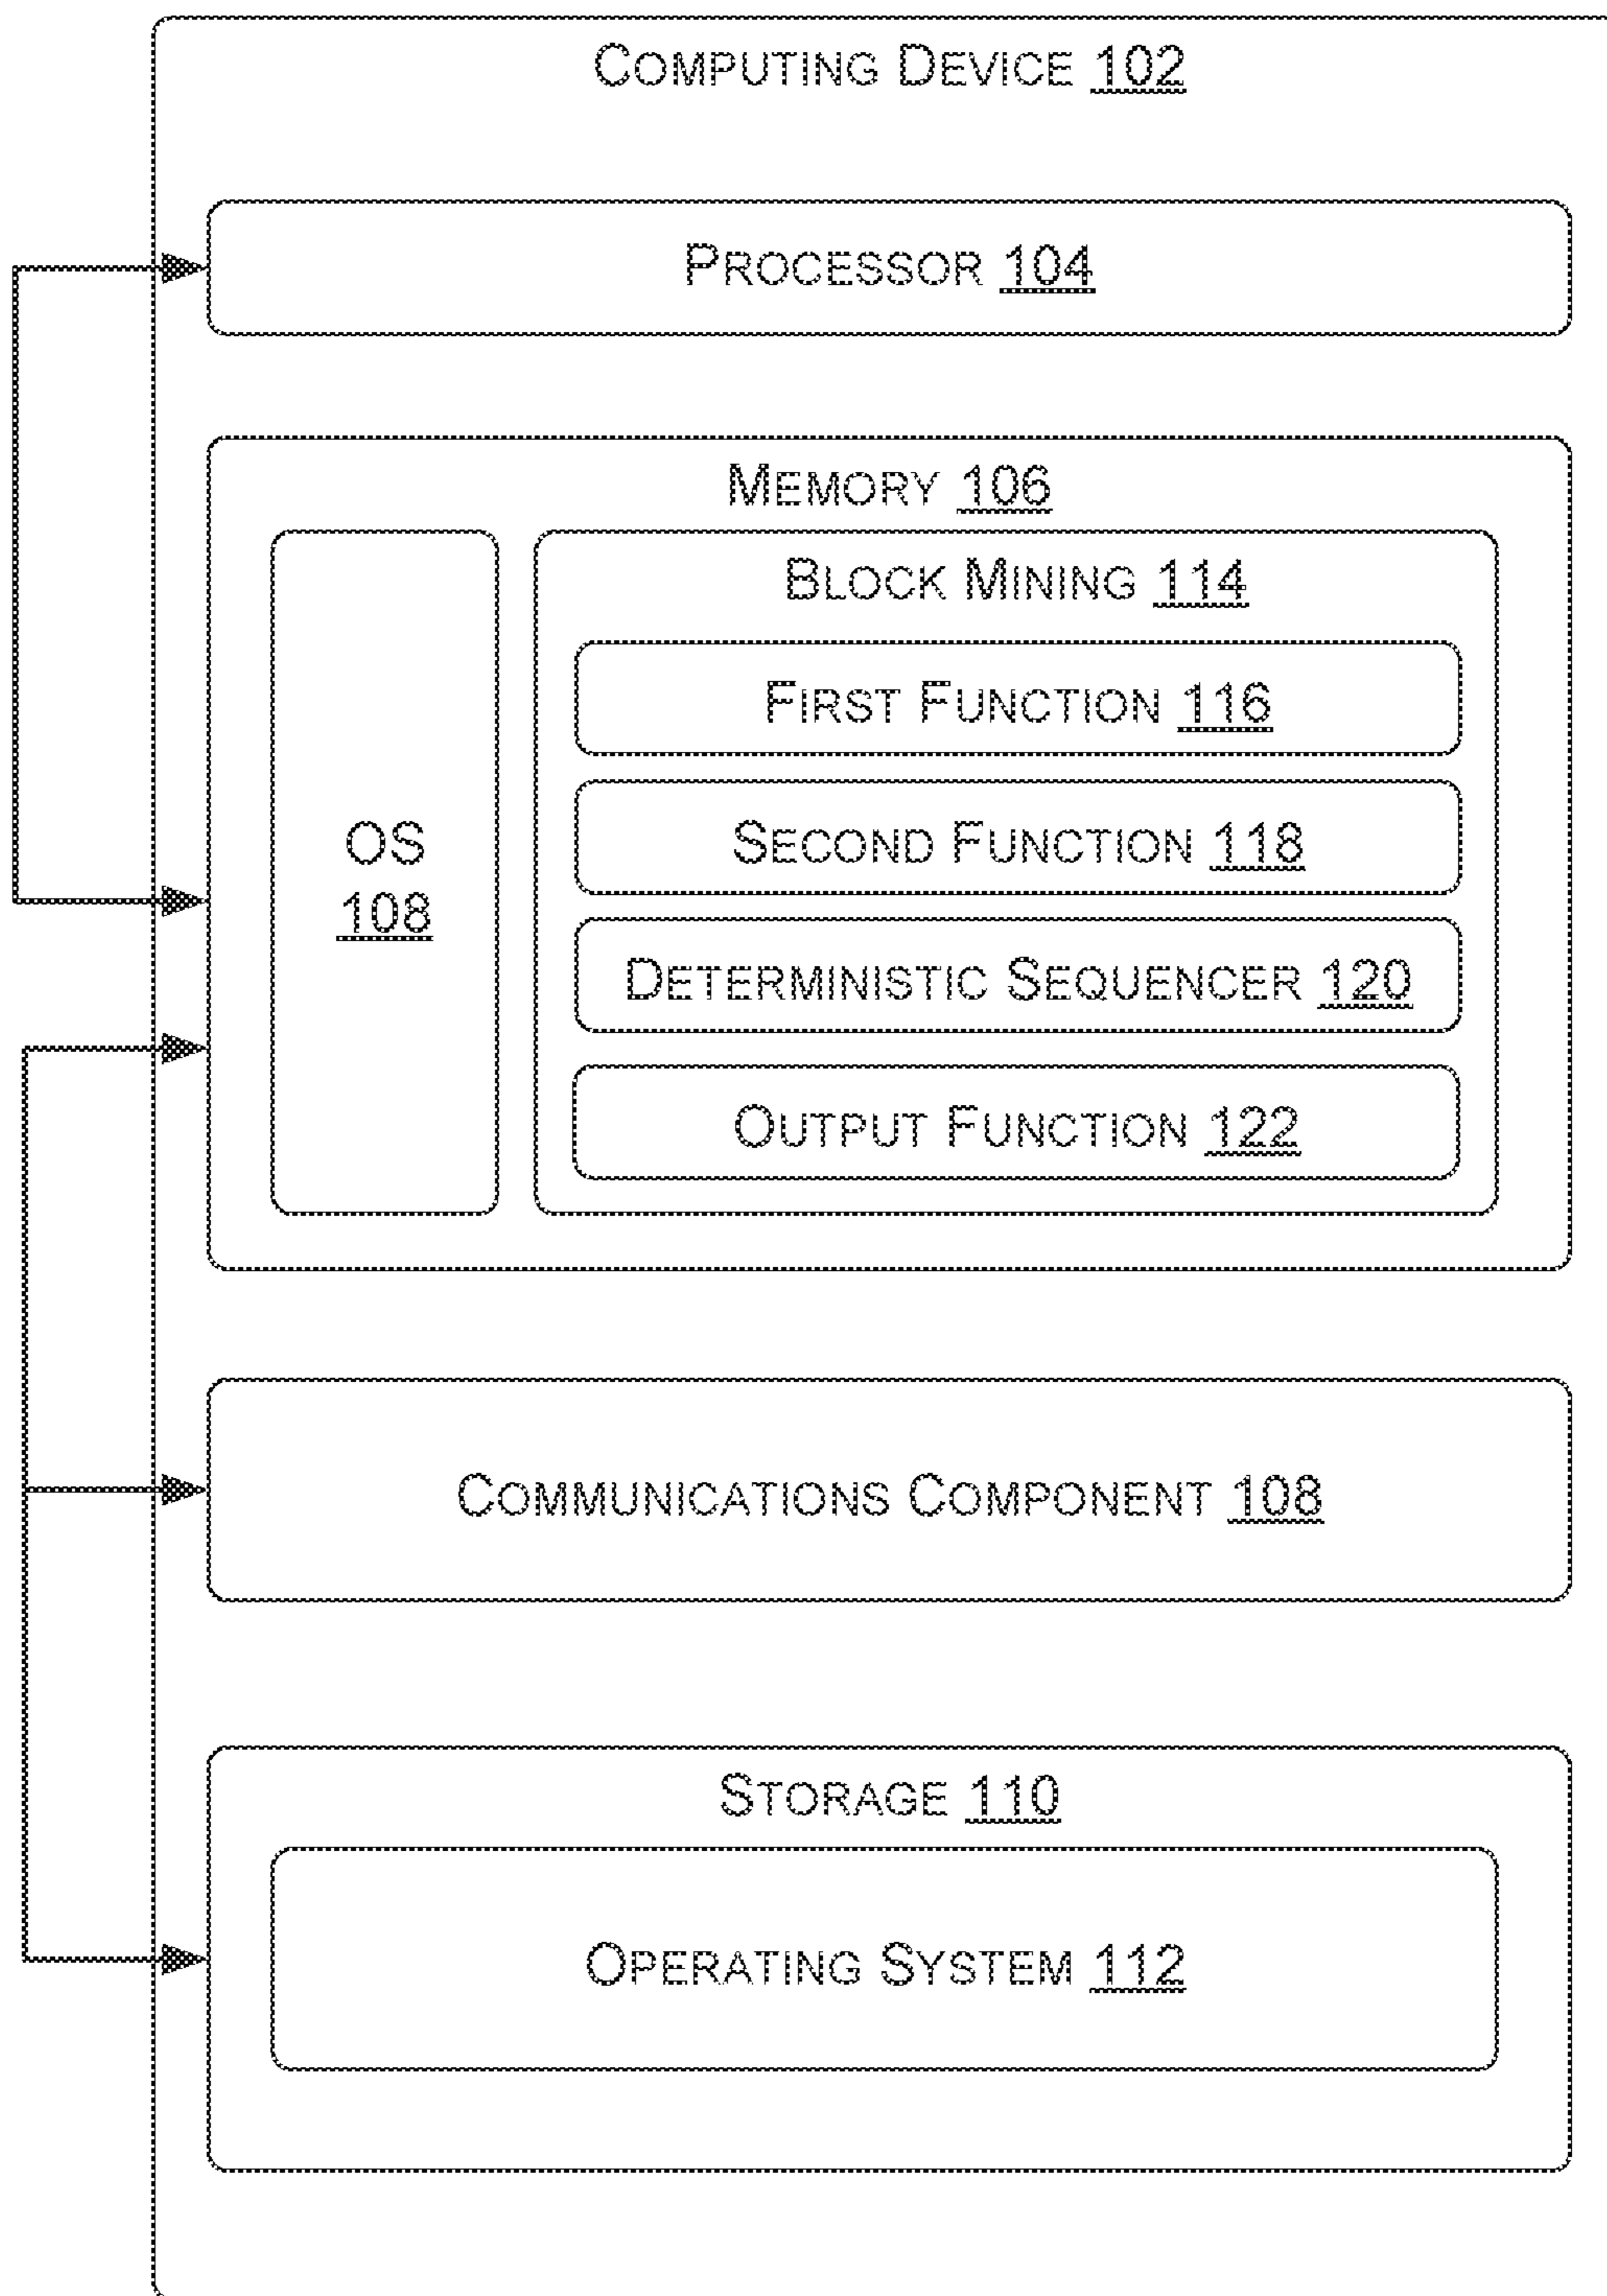 COMPUTING DEVICE 102
PROCESSOR 104
MEMORY 106
OS
108
BLOCK MINING 114
FIRST FUNCTION 116
SECOND FUNCTION 118
DETERMINISTIC SEQUENCER 120
OUTPUT FUNCTION 122
COMMUNICATIONS COMPONENT 108
STORAGE 110
OPERATING SYSTEM 112